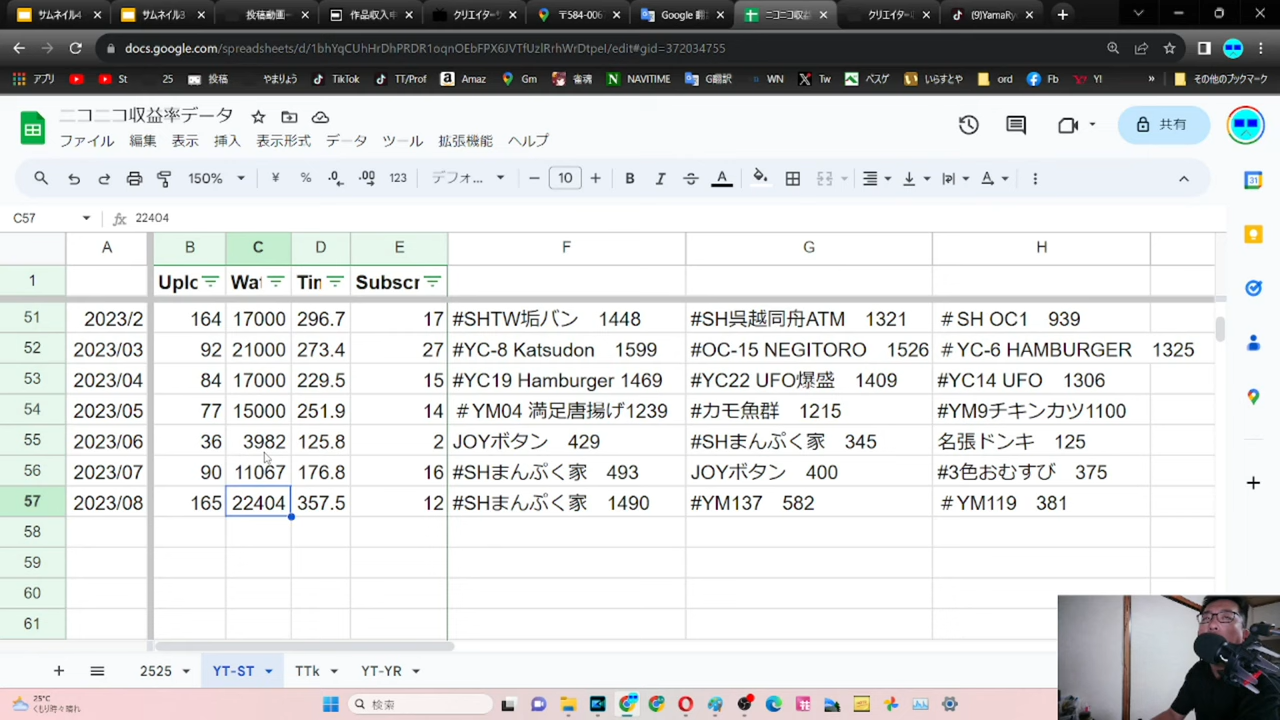 サムネイル4
サムネイル3
投稿動画
作品収入申
クリエイター
〒584-006
Google 翻
ニコニコ収益
クリエイター
(9)YamaRy
docs.google.com/spreadsheets/d/1bhYqCUhHrDhPRDR1oqnOEbFPX6JVTfUzlRrhWrDtpeI/edit#gid=372034755
アプリ St 25 投稿 やまりょう TikTok TT/Prof Amaz Gm 雀魂 NAVITIME G翻訳 WN Tw ベスゲ いらすとや ord Fb YI » その他のブックマーク
ニコニコ収益率データ
ファイル 編集 表示 挿入 表示形式 データ ツール 拡張機能 ヘルプ
共有
150% ¥ % .0 .00 123 デフォ... 10 B I A
C57 fx 22404
A B C D E F G H
1 Uplo Wat Tim Subscr
51 2023/2 164 17000 296.7 17 #SHTW垢バン 1448 #SH呉越同舟ATM 1321 ＃SH OC1 939
52 2023/03 92 21000 273.4 27 #YC-8 Katsudon 1599 #OC-15 NEGITORO 1526 ＃YC-6 HAMBURGER 1325
53 2023/04 84 17000 229.5 15 #YC19 Hamburger 1469 #YC22 UFO爆盛 1409 #YC14 UFO 1306
54 2023/05 77 15000 251.9 14 ＃YM04 満足唐揚げ1239 #カモ魚群 1215 #YM9チキンカツ1100
55 2023/06 36 3982 125.8 2 JOYボタン 429 #SHまんぷく家 345 名張ドンキ 125
56 2023/07 90 11067 176.8 16 #SHまんぷく家 493 JOYボタン 400 #3色おむすび 375
57 2023/08 165 22404 357.5 12 #SHまんぷく家 1490 #YM137 582 ＃YM119 381
58
59
60
61
2525 YT-ST TTk YT-YR
25°C
くもり時々晴れ
検索